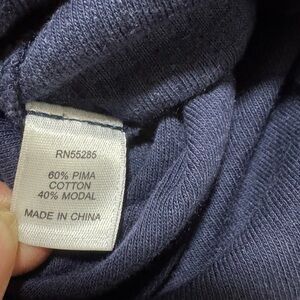 RN55285
60% PIMA
COTTON
40% MODAL
MADE IN CHINA